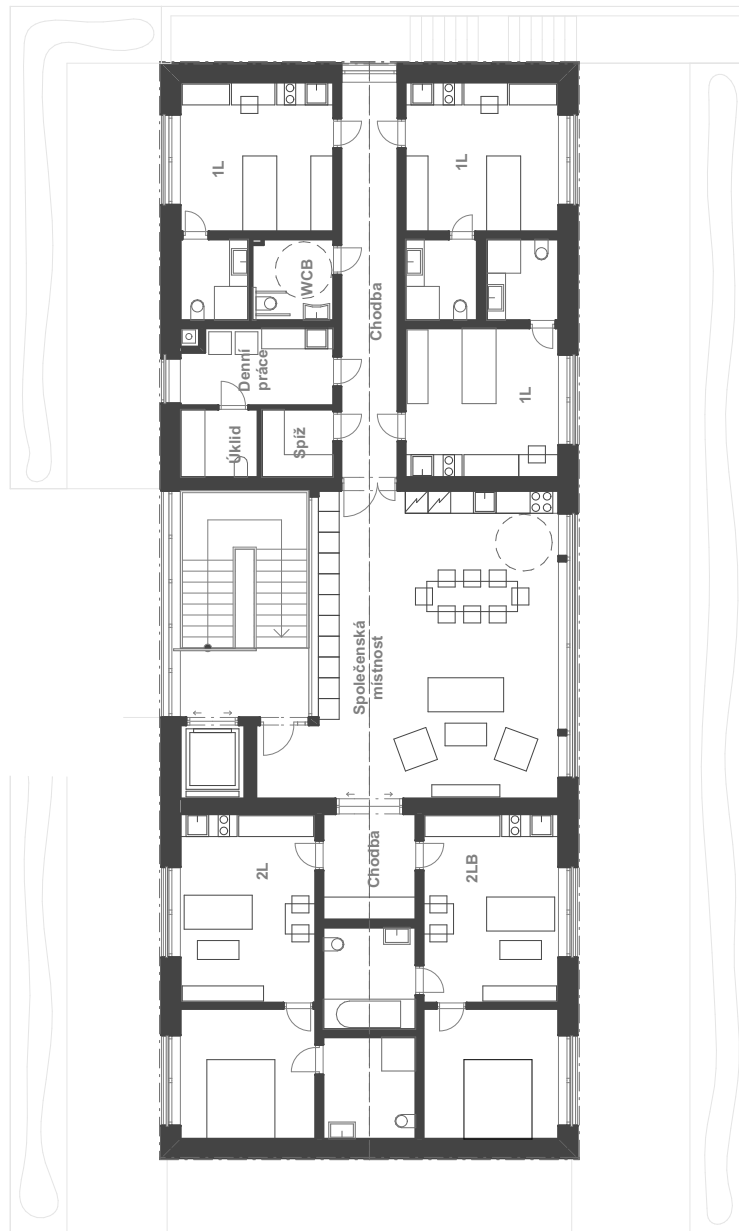 1L
1L
WCB
Chodba
Denní
práce
1L
Úklid
Spíž
Společenská
místnost
2L
Chodba
2LB